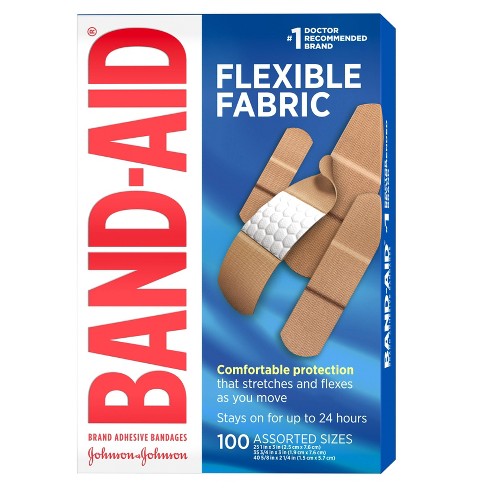 #1 DOCTOR
RECOMMENDED
BRAND
BAND-AID
BRAND ADHESIVE BANDAGES
Johnson & Johnson
FLEXIBLE
FABRIC
Comfortable protection
that stretches and flexes
as you move
Stays on for up to 24 hours
100 ASSORTED SIZES
25 1 in x 3 in (2.5 cm x 7.6 cm)
35 3/4 in x 3 in (1.9 cm x 7.6 cm)
40 5/8 in x 2 1/4 in (1.5 cm x 5.7 cm)
BAND-AID